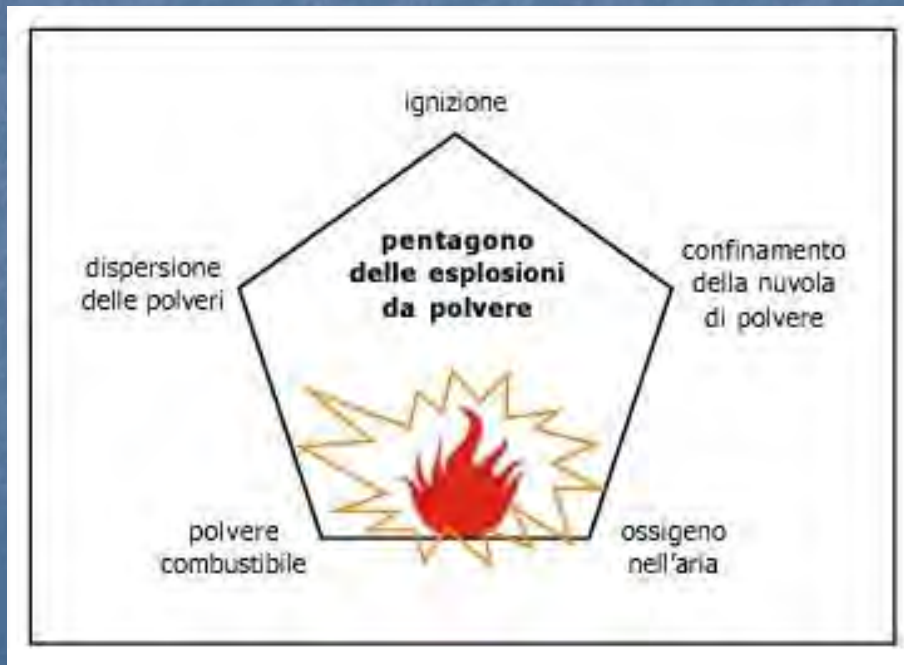 ignizione
pentagono
delle esplosioni
da polvere
dispersione
delle polveri
confinamento
della nuvola
di polvere
polvere
combustibile
ossigeno
nell'aria